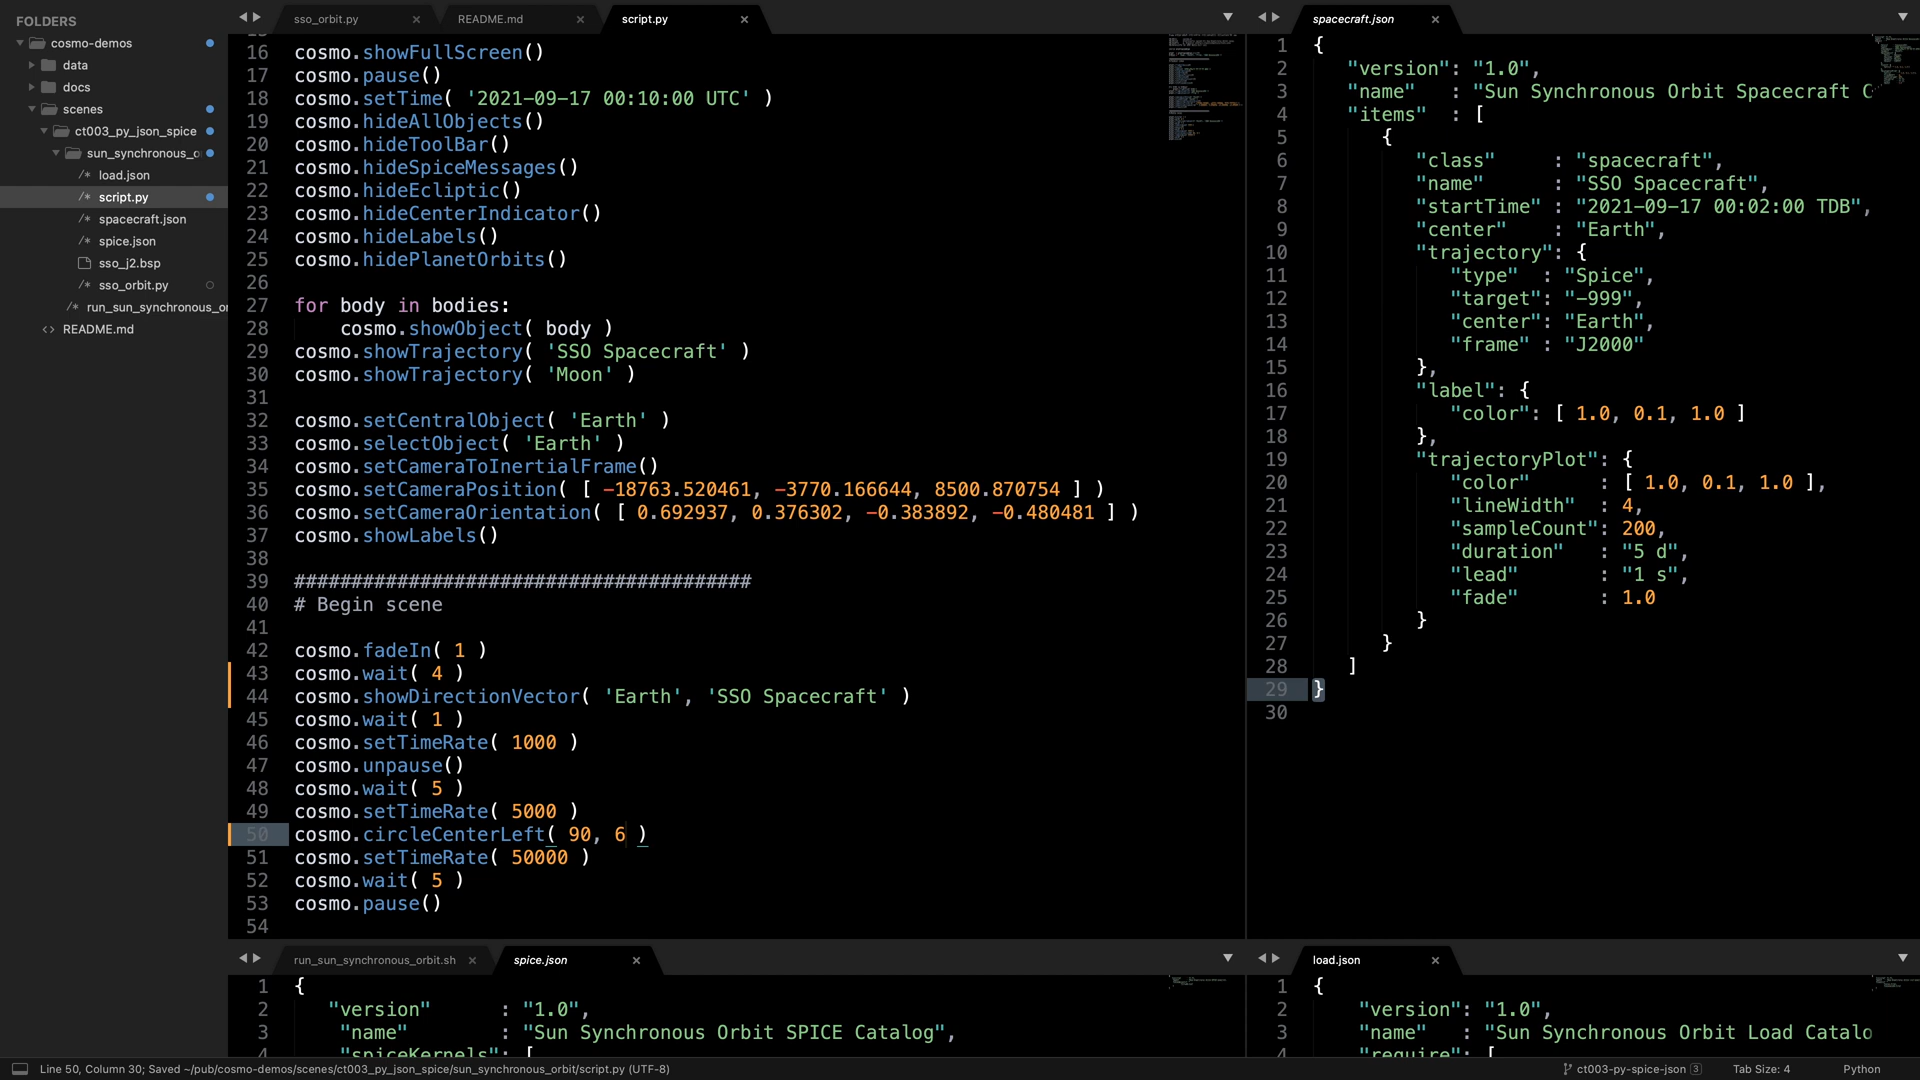 FOLDERS
cosmo-demos
data
docs
scenes
ct003_py_json_spice
sun_synchronous_o
/* load.json
/* script.py
/* spacecraft.json
/* spice.json
sso_j2.bsp
/* sso_orbit.py
/* run_sun_synchronous_or
<> README.md
sso_orbit.py ×
README.md ×
script.py ×
16 cosmo.showFullScreen()
17 cosmo.pause()
18 cosmo.setTime( '2021-09-17 00:10:00 UTC' )
19 cosmo.hideAllObjects()
20 cosmo.hideToolBar()
21 cosmo.hideSpiceMessages()
22 cosmo.hideEcliptic()
23 cosmo.hideCenterIndicator()
24 cosmo.hideLabels()
25 cosmo.hidePlanetOrbits()
26
27 for body in bodies:
28     cosmo.showObject( body )
29 cosmo.showTrajectory( 'SSO Spacecraft' )
30 cosmo.showTrajectory( 'Moon' )
31
32 cosmo.setCentralObject( 'Earth' )
33 cosmo.selectObject( 'Earth' )
34 cosmo.setCameraToInertialFrame()
35 cosmo.setCameraPosition( [ -18763.520461, -3770.166644, 8500.870754 ] )
36 cosmo.setCameraOrientation( [ 0.692937, 0.376302, -0.383892, -0.480481 ] )
37 cosmo.showLabels()
38
39 ########################################
40 # Begin scene
41
42 cosmo.fadeIn( 1 )
43 cosmo.wait( 4 )
44 cosmo.showDirectionVector( 'Earth', 'SSO Spacecraft' )
45 cosmo.wait( 1 )
46 cosmo.setTimeRate( 1000 )
47 cosmo.unpause()
48 cosmo.wait( 5 )
49 cosmo.setTimeRate( 5000 )
50 cosmo.circleCenterLeft( 90, 6 )
51 cosmo.setTimeRate( 50000 )
52 cosmo.wait( 5 )
53 cosmo.pause()
54
spacecraft.json ×
1 {
2 "version": "1.0",
3 "name" : "Sun Synchronous Orbit Spacecraft C
4 "items" : [
5 {
6 "class" : "spacecraft",
7 "name" : "SSO Spacecraft",
8 "startTime" : "2021-09-17 00:02:00 TDB",
9 "center" : "Earth",
10 "trajectory": {
11 "type" : "Spice",
12 "target": "-999",
13 "center": "Earth",
14 "frame" : "J2000"
15 },
16 "label": {
17 "color": [ 1.0, 0.1, 1.0 ]
18 },
19 "trajectoryPlot": {
20 "color" : [ 1.0, 0.1, 1.0 ],
21 "lineWidth" : 4,
22 "sampleCount": 200,
23 "duration" : "5 d",
24 "lead" : "1 s",
25 "fade" : 1.0
26 }
27 }
28 ]
29 }
30
run_sun_synchronous_orbit.sh ×
spice.json ×
1 {
2 "version" : "1.0",
3 "name" : "Sun Synchronous Orbit SPICE Catalog",
4 "spiceKernels": [
load.json ×
1 {
2 "version": "1.0",
3 "name" : "Sun Synchronous Orbit Load Catalo
4 "require": [
Line 50, Column 30; Saved ~/pub/cosmo-demos/scenes/ct003_py_json_spice/sun_synchronous_orbit/script.py (UTF-8)
ct003-py-spice-json 3
Tab Size: 4
Python